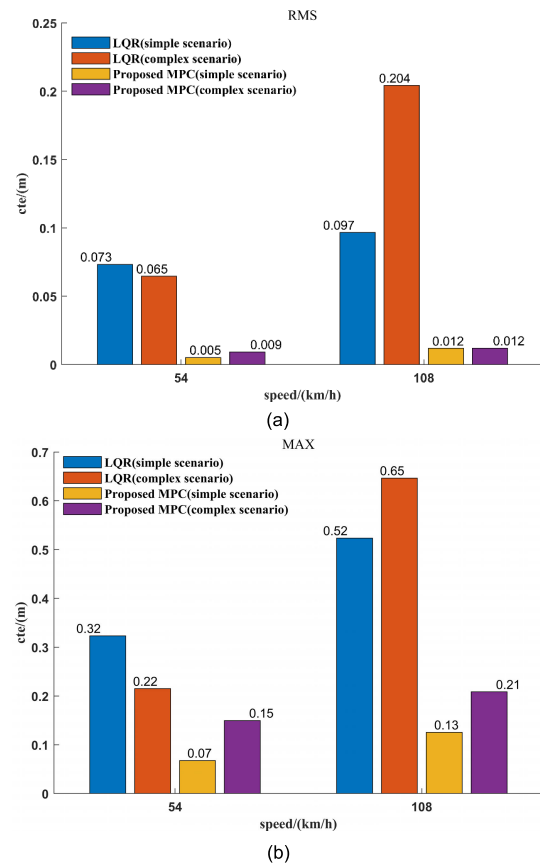 RMS
0.25
0.2
0.15
0.1
0.05
0
cte/(m)
LQR(simple scenario)
LQR(complex scenario)
Proposed MPC(simple scenario)
Proposed MPC(complex scenario)
0.073
0.065
0.005
0.009
0.097
0.204
0.012
0.012
54
108
speed/(km/h)
(a)
MAX
0.7
0.6
0.5
0.4
0.3
0.2
0.1
0
cte/(m)
LQR(simple scenario)
LQR(complex scenario)
Proposed MPC(simple scenario)
Proposed MPC(complex scenario)
0.32
0.22
0.07
0.15
0.52
0.65
0.13
0.21
54
108
speed/(km/h)
(b)